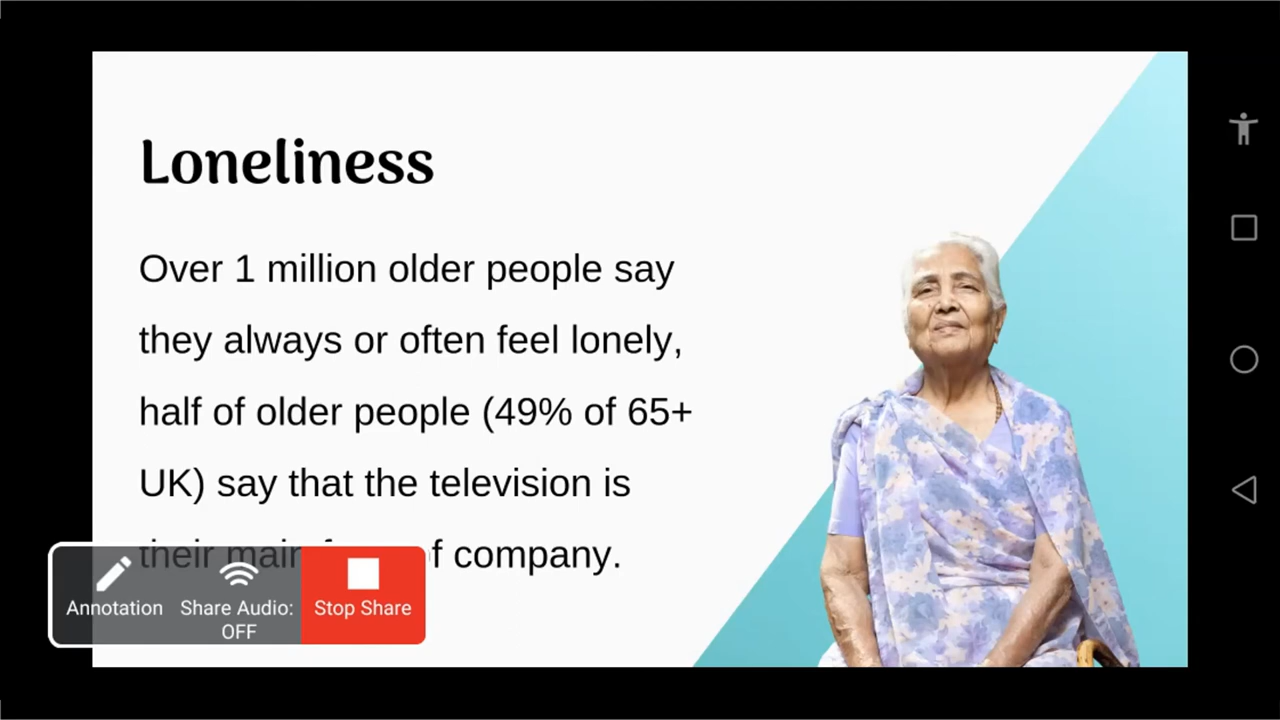 Loneliness
Over 1 million older people say
they always or often feel lonely,
half of older people (49% of 65+
UK) say that the television is
their main of company.
Annotation
Share Audio:
OFF
Stop Share